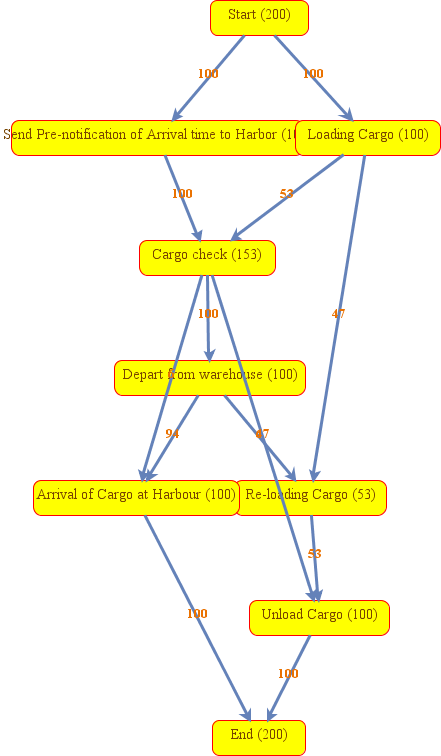 Start (200)
100
100
Send Pre-notification of Arrival time to Harbor (10
Loading Cargo (100)
100
53
Cargo check (153)
100
47
Depart from warehouse (100)
94
Arrival of Cargo at Harbour (100)
Re-loading Cargo (53)
53
Unload Cargo (100)
100
100
End (200)